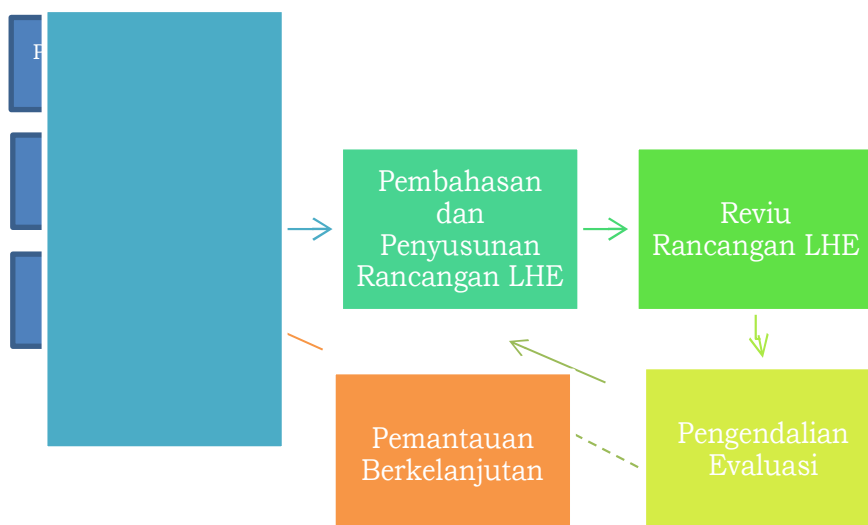 Pembahasan
dan
Penyusunan
Rancangan LHE
Reviu
Rancangan LHE
Pemantauan
Berkelanjutan
Pengendalian
Evaluasi